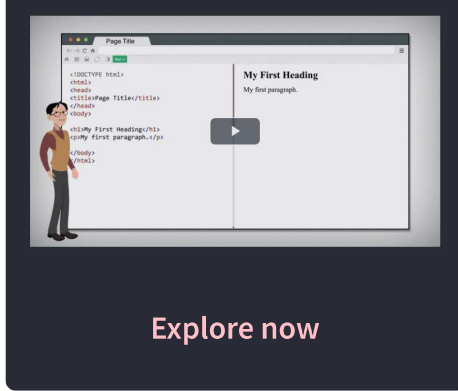 Page Title
Run »
<!DOCTYPE html>
<html>
<head>
<title>Page Title</title>
</head>
<body>
<h1>My First Heading</h1>
<p>My first paragraph.</p>
</body>
</html>
My First Heading
My first paragraph.
Explore now